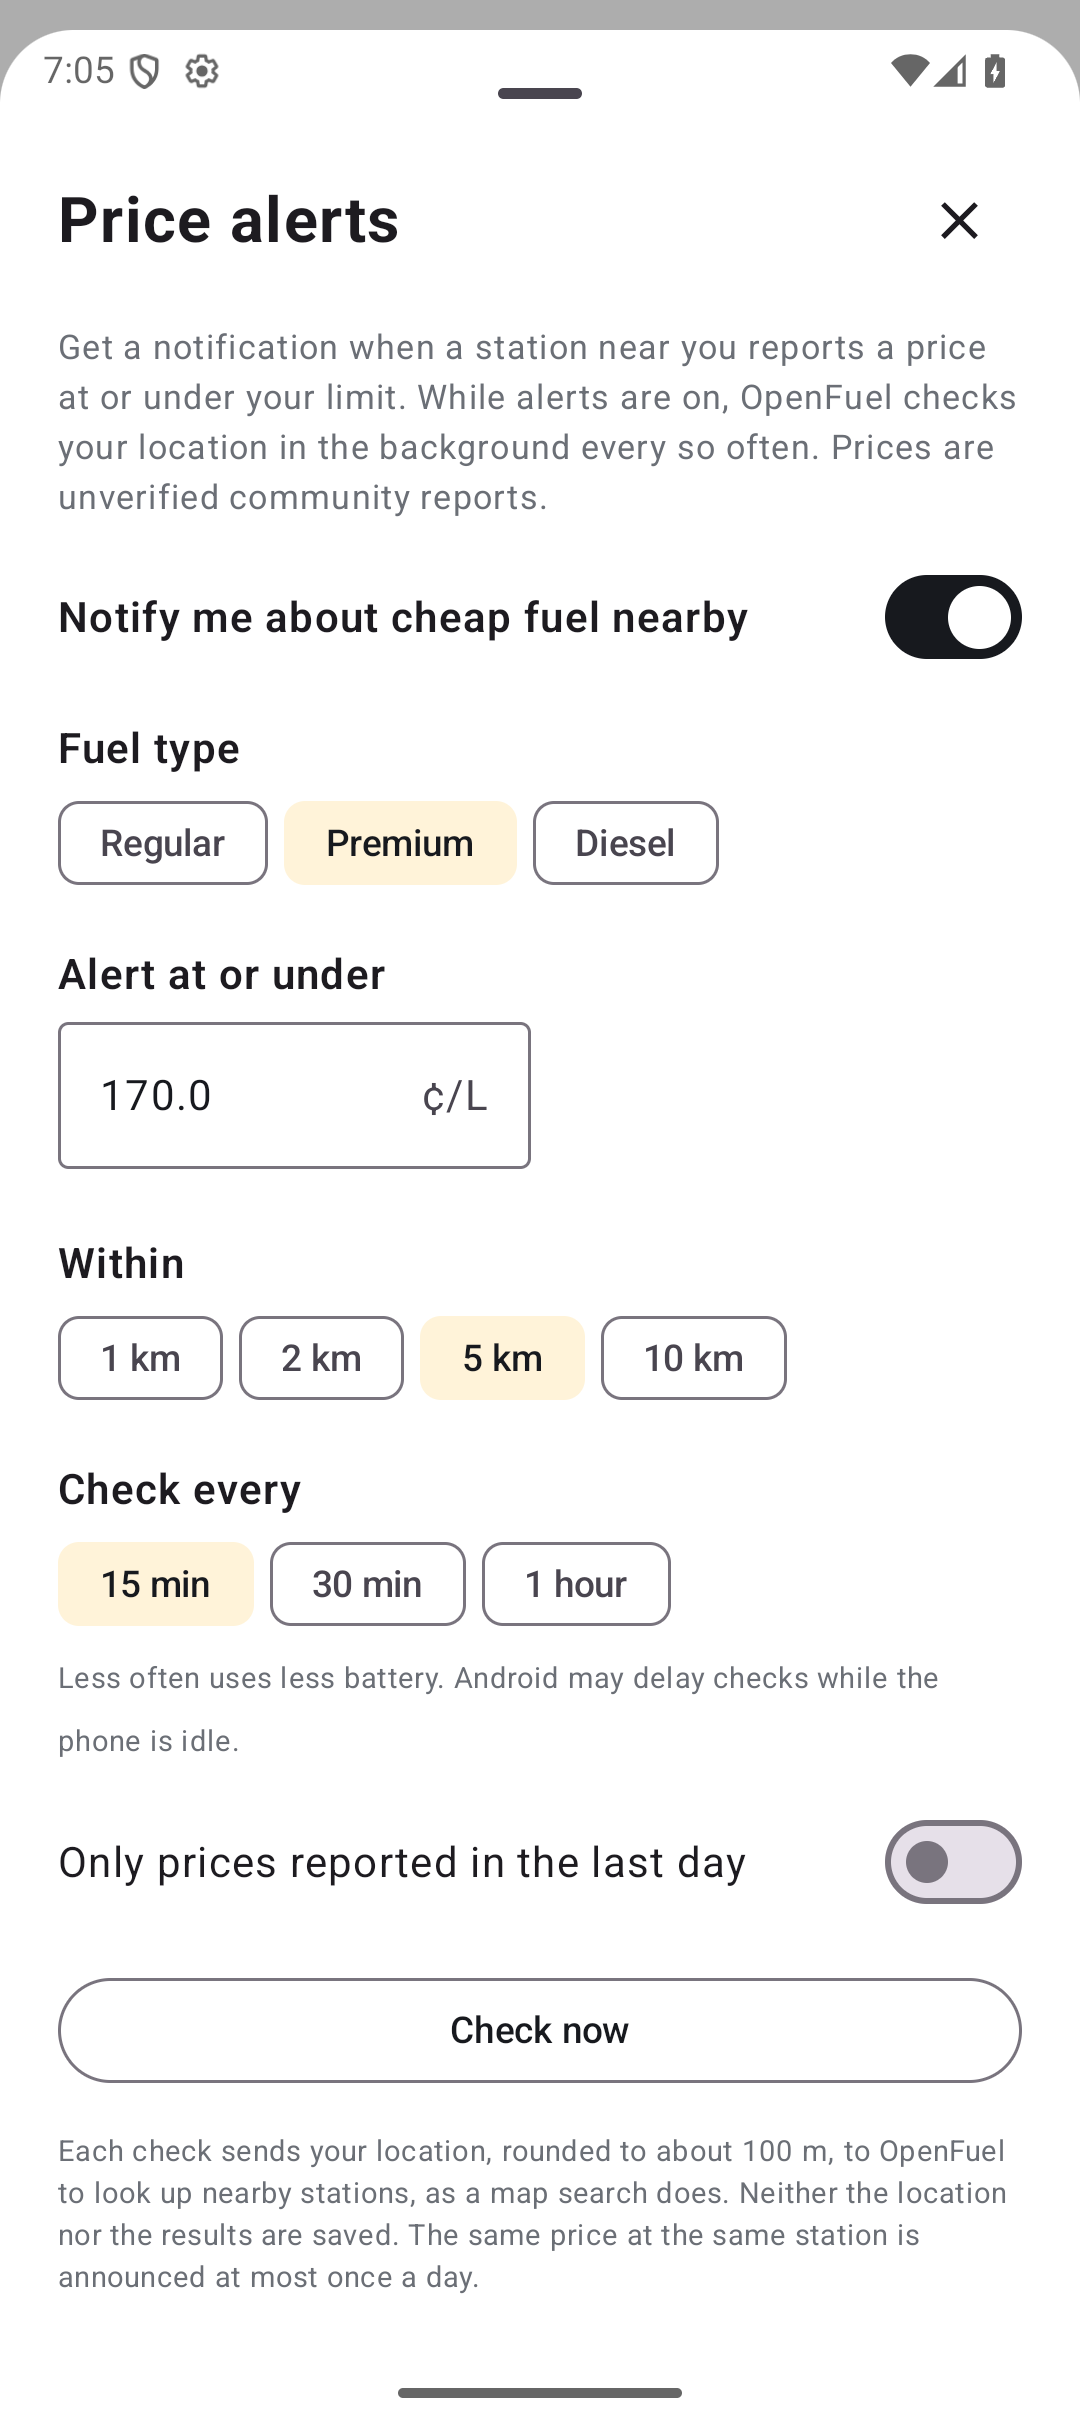 7:05
Price alerts
Get a notification when a station near you reports a price
at or under your limit. While alerts are on, OpenFuel checks
your location in the background every so often. Prices are
unverified community reports.
Notify me about cheap fuel nearby
Fuel type
Regular Premium Diesel
Alert at or under
170.0 ¢/L
Within
1 km 2 km 5 km 10 km
Check every
15 min 30 min 1 hour
Less often uses less battery. Android may delay checks while the
phone is idle.
Only prices reported in the last day
Check now
Each check sends your location, rounded to about 100 m, to OpenFuel
to look up nearby stations, as a map search does. Neither the location
nor the results are saved. The same price at the same station is
announced at most once a day.